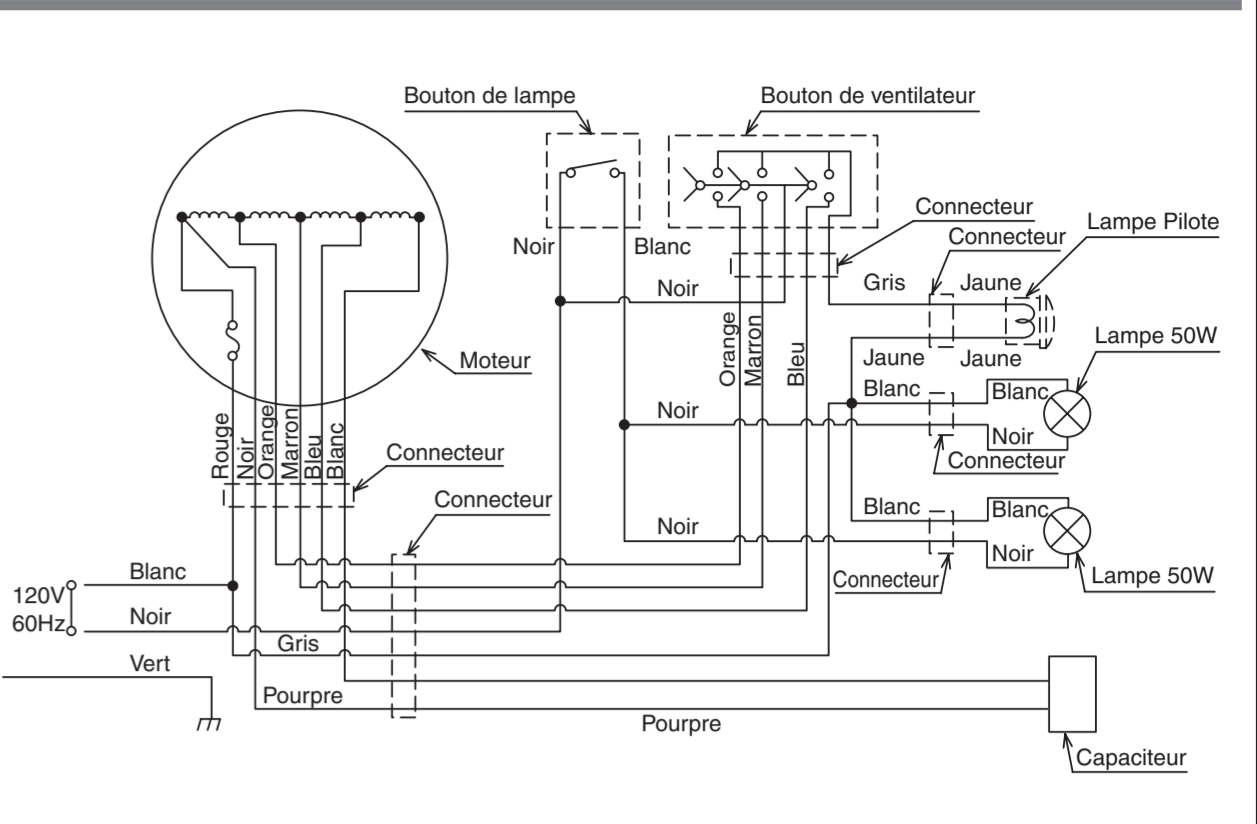 Bouton de lampe
Bouton de ventilateur
Connecteur
Lampe Pilote
Connecteur
Noir
Blanc
Gris
Jaune
Noir
Lampe 50W
Orange
Marron
Bleu
Moteur
Jaune
Jaune
Blanc
Blanc
Noir
Noir
Connecteur
Rouge
Noir
Orange
Marron
Bleu
Blanc
Connecteur
Connecteur
Blanc
Blanc
Noir
Noir
Connecteur
Lampe 50W
Blanc
120V
60Hz
Noir
Gris
Vert
Pourpre
Pourpre
Capaciteur